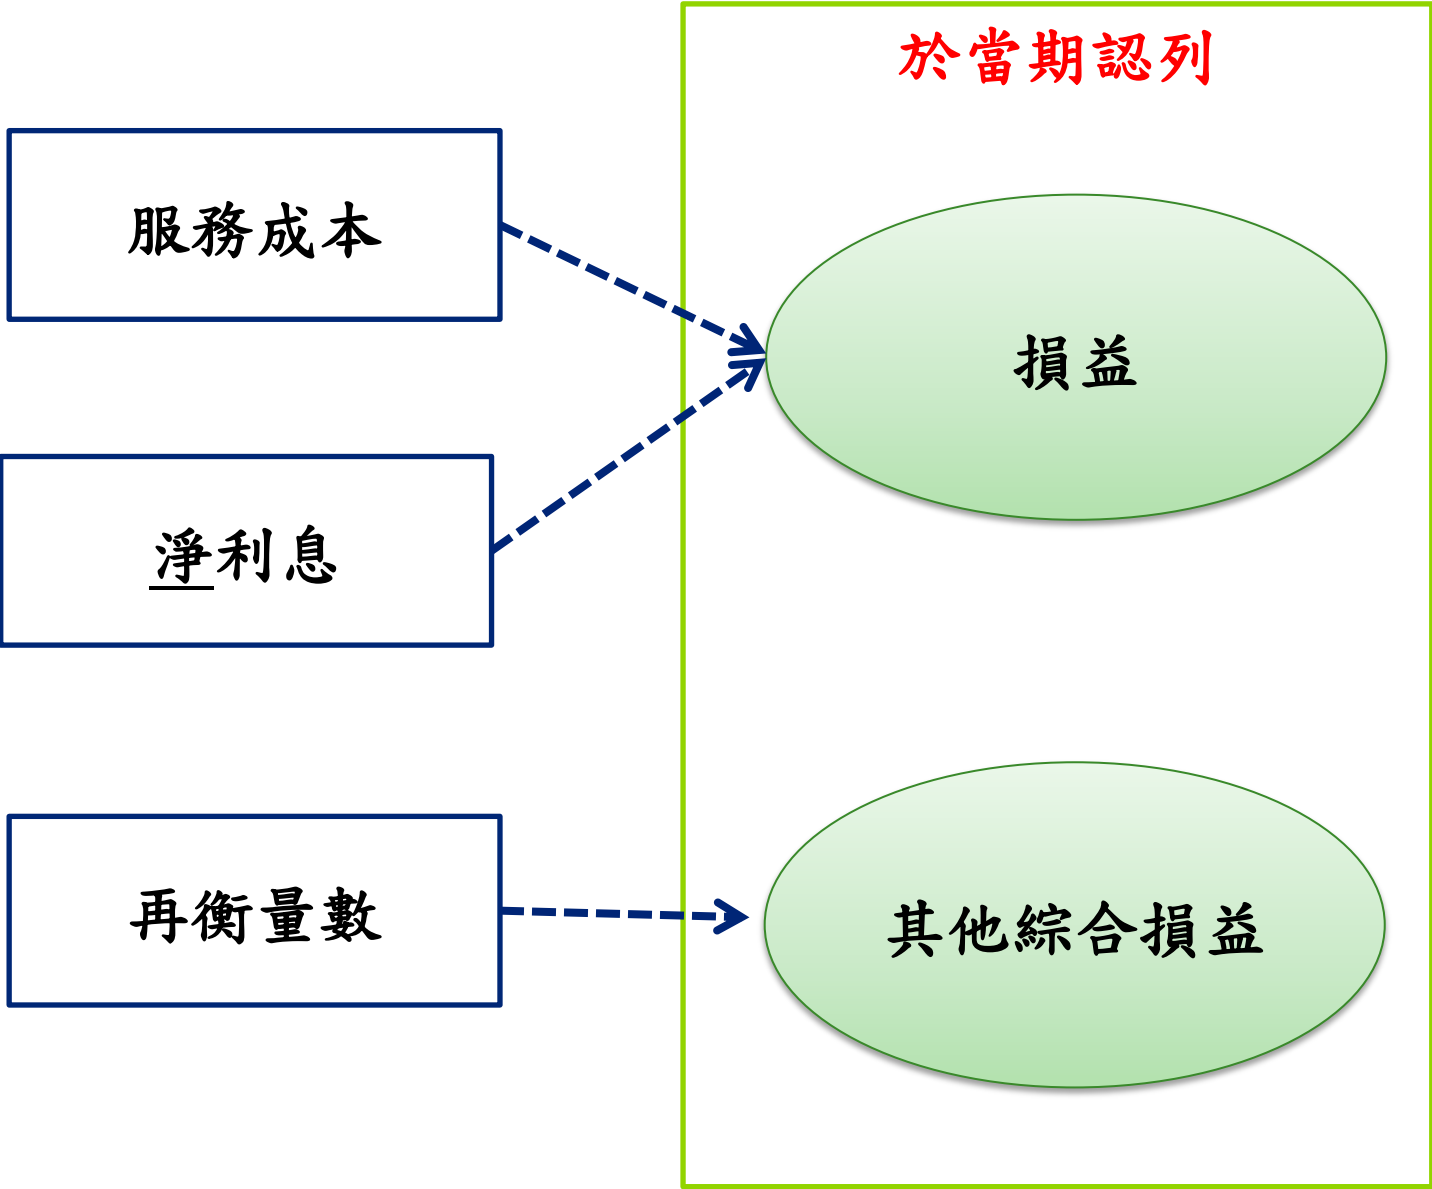 於當期認列
服務成本
損益
淨利息
再衡量數
其他綜合損益